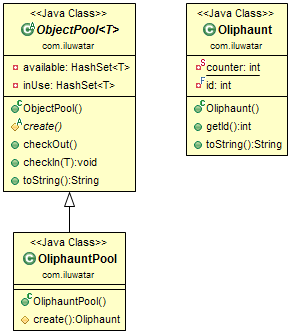 <<Java Class>>
ObjectPool<T>
com.iluwatar
available: HashSet<T>
inUse: HashSet<T>
ObjectPool()
create()
checkOut()
checkIn(T):void
toString():String
<<Java Class>>
Oliphaunt
com.iluwatar
counter: int
id: int
Oliphaunt()
getId():int
toString():String
<<Java Class>>
OliphauntPool
com.iluwatar
OliphauntPool()
create():Oliphaunt